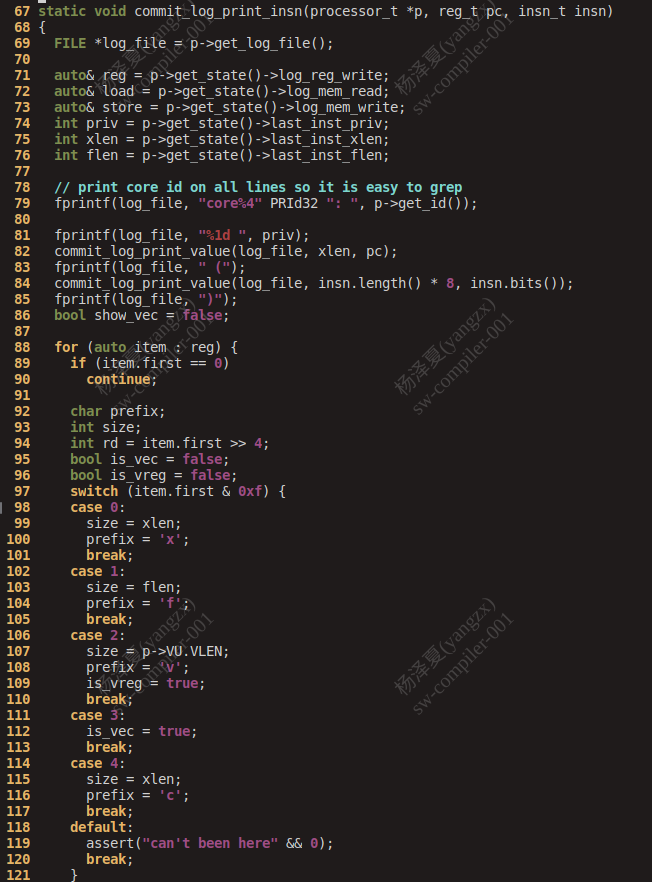 67 static void commit_log_print_insn(processor_t *p, reg_t pc, insn_t insn)
68 {
69   FILE *log_file = p->get_log_file();
70
71   auto& reg = p->get_state()->log_reg_write;
72   auto& load = p->get_state()->log_mem_read;
73   auto& store = p->get_state()->log_mem_write;
74   int priv = p->get_state()->last_inst_priv;
75   int xlen = p->get_state()->last_inst_xlen;
76   int flen = p->get_state()->last_inst_flen;
77
78   // print core id on all lines so it is easy to grep
79   fprintf(log_file, "core%4" PRId32 ": ", p->get_id());
80
81   fprintf(log_file, "%1d ", priv);
82   commit_log_print_value(log_file, xlen, pc);
83   fprintf(log_file, " (");
84   commit_log_print_value(log_file, insn.length() * 8, insn.bits());
85   fprintf(log_file, ")");
86   bool show_vec = false;
87
88   for (auto item : reg) {
89     if (item.first == 0)
90       continue;
91
92     char prefix;
93     int size;
94     int rd = item.first >> 4;
95     bool is_vec = false;
96     bool is_vreg = false;
97     switch (item.first & 0xf) {
98     case 0:
99       size = xlen;
100       prefix = 'x';
101       break;
102     case 1:
103       size = flen;
104       prefix = 'f';
105       break;
106     case 2:
107       size = p->VU.VLEN;
108       prefix = 'v';
109       is_vreg = true;
110       break;
111     case 3:
112       is_vec = true;
113       break;
114     case 4:
115       size = xlen;
116       prefix = 'c';
117       break;
118     default:
119       assert("can't been here" && 0);
120       break;
121     }
杨泽夏(yangzx)
sw-compiler-001
杨泽夏(yangzx)
sw-compiler-001
杨泽夏(yangzx)
sw-compiler-001
杨泽夏(yangzx)
sw-compiler-001
杨泽夏(yangzx)
sw-compiler-001
杨泽夏(yangzx)
sw-compiler-001